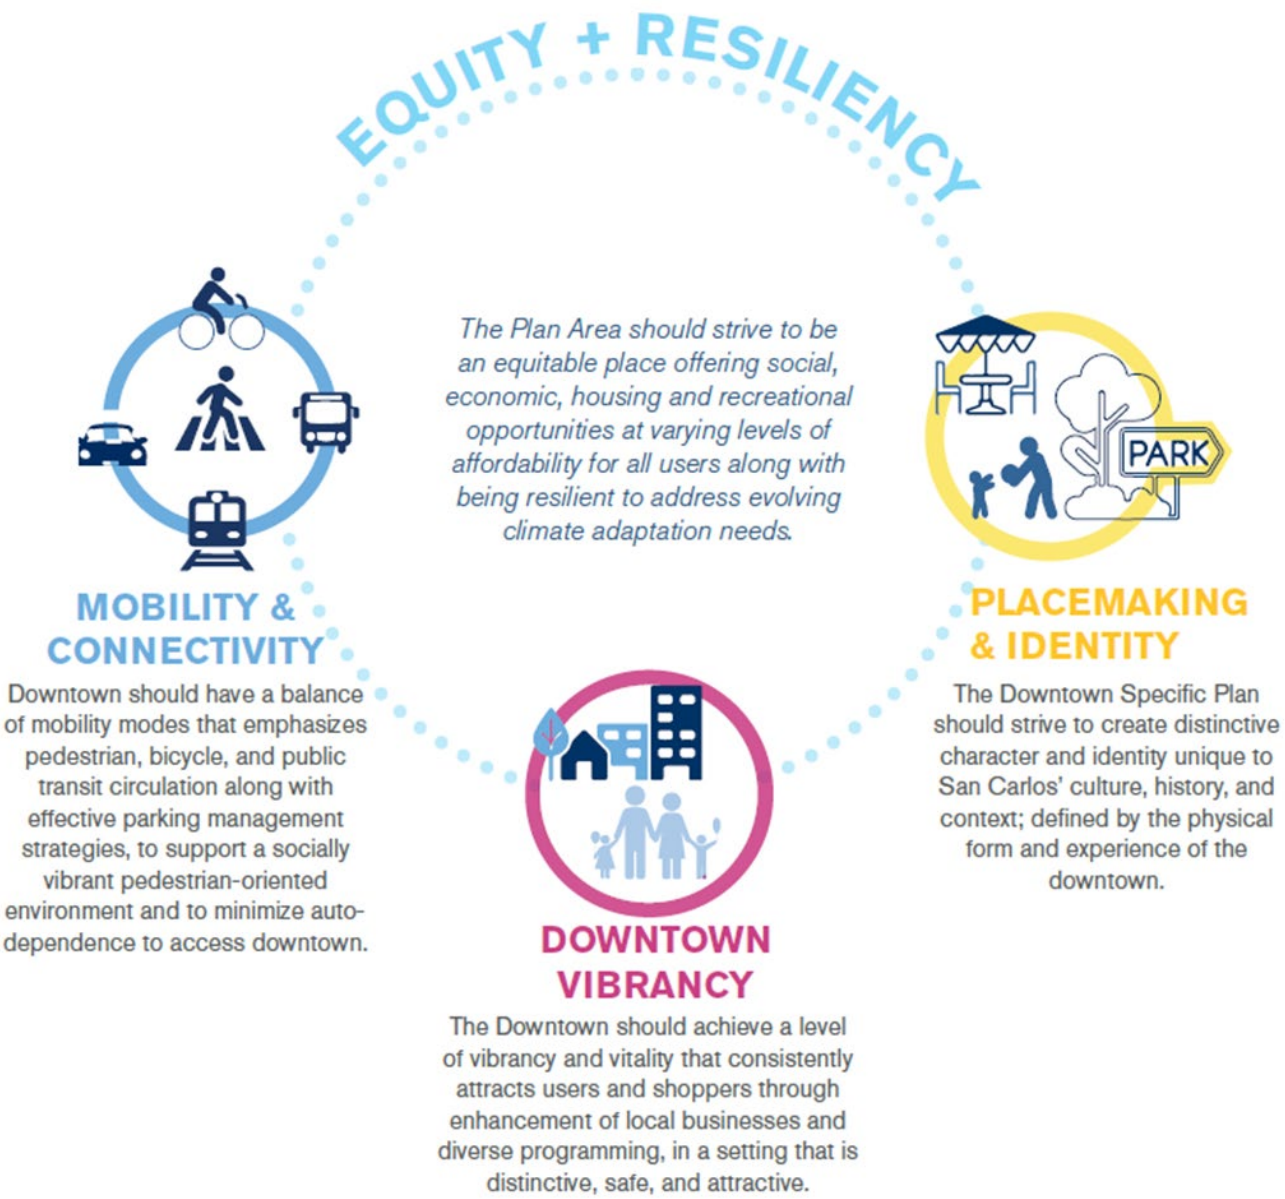 EQUITY + RESILIENCY
The Plan Area should strive to be
an equitable place offering social,
economic, housing and recreational
opportunities at varying levels of
affordability for all users along with
being resilient to address evolving
climate adaptation needs.
MOBILITY &
CONNECTIVITY
Downtown should have a balance
of mobility modes that emphasizes
pedestrian, bicycle, and public
transit circulation along with
effective parking management
strategies, to support a socially
vibrant pedestrian-oriented
environment and to minimize auto-
dependence to access downtown.
PARK
PLACEMAKING
& IDENTITY
The Downtown Specific Plan
should strive to create distinctive
character and identity unique to
San Carlos' culture, history, and
context; defined by the physical
form and experience of the
downtown.
DOWNTOWN
VIBRANCY
The Downtown should achieve a level
of vibrancy and vitality that consistently
attracts users and shoppers through
enhancement of local businesses and
diverse programming, in a setting that is
distinctive, safe, and attractive.